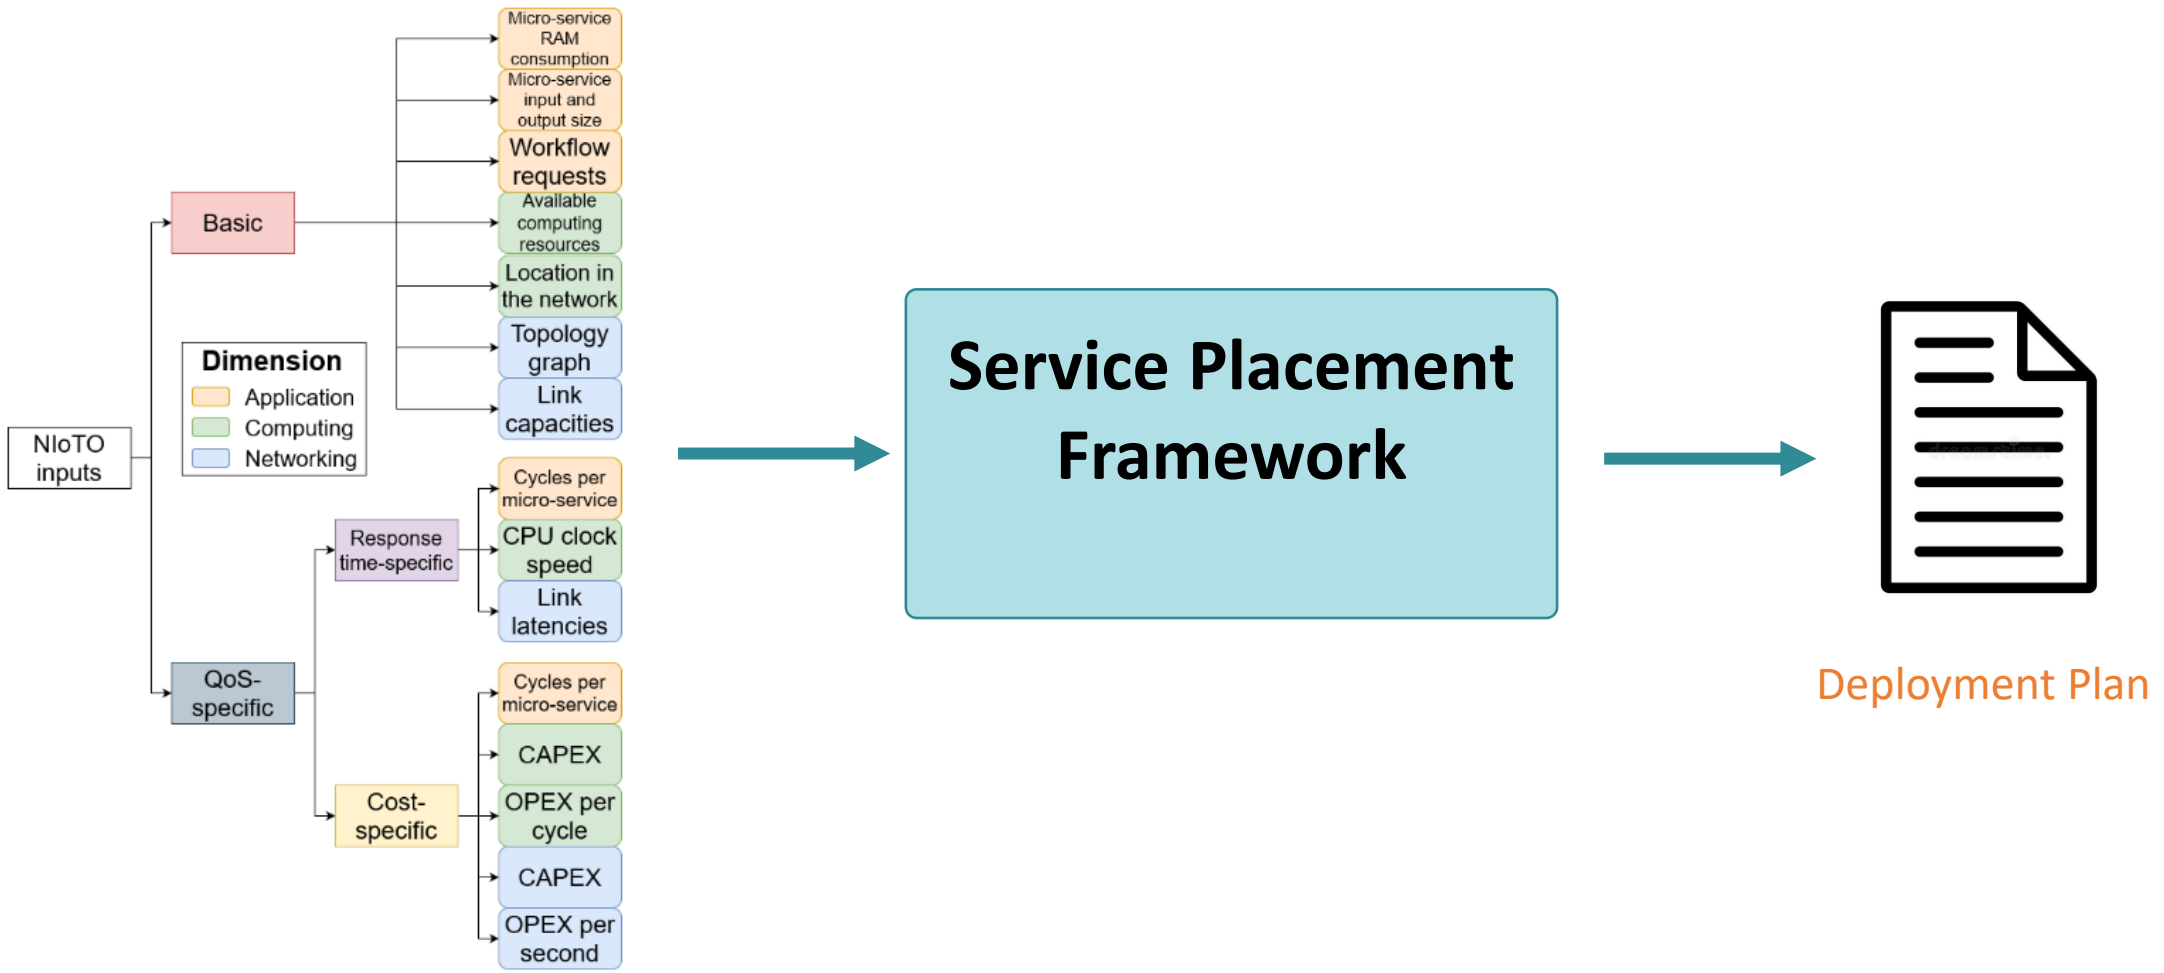 Micro-service
RAM
consumption
Micro-service
input and
output size
Workflow
requests
Available
computing
resources
Location in
the network
Topology
graph
Link
capacities
Basic
Dimension
Application
Computing
Networking
NIoTO
inputs
Cycles per
micro-service
CPU clock
speed
Link
latencies
Response
time-specific
QoS-
specific
Cycles per
micro-service
CAPEX
OPEX per
cycle
CAPEX
OPEX per
second
Cost-
specific
Service Placement
Framework
Deployment Plan